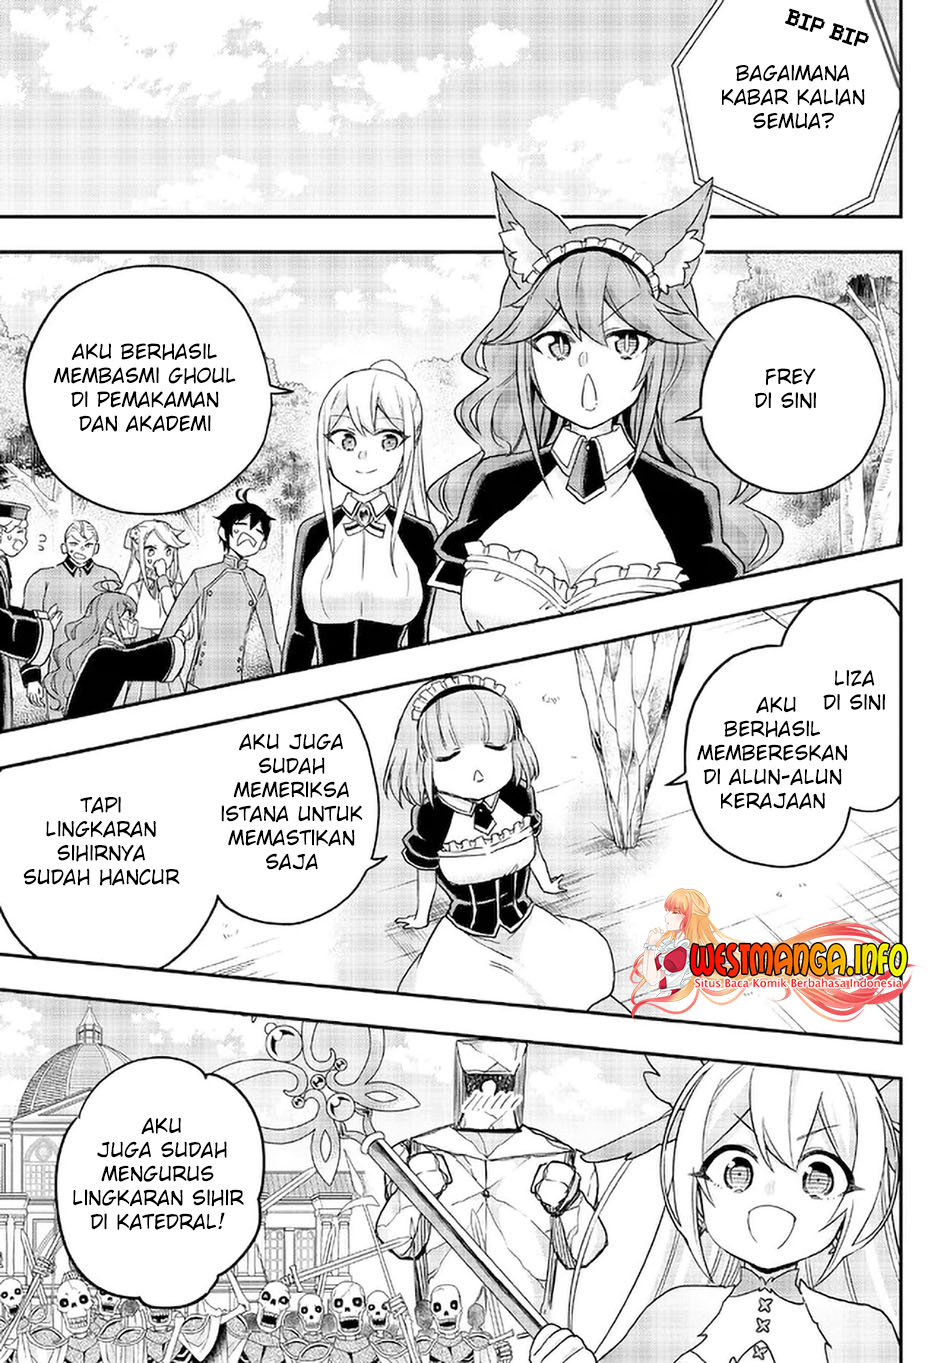 BIP BIP
BAGAIMANA
KABAR KALIAN
SEMUA?
FREY
DI SINI
AKU BERHASIL
MEMBASMI GHOUL
DI PEMAKAMAN
DAN AKADEMI
LIZA
DI SINI
AKU
BERHASIL
MEMBERESKAN
DI ALUN-ALUN
KERAJAAN
AKU JUGA
SUDAH
MEMERIKSA
ISTANA UNTUK
MEMASTIKAN
SAJA
TAPI
LINGKARAN
SIHIRNYA
SUDAH HANCUR
WESTMANGA.INFO
Situs Baca Komik Berbahasa Indonesia
AKU
JUGA SUDAH
MENGURUS
LINGKARAN SIHIR
DI KATEDRAL!